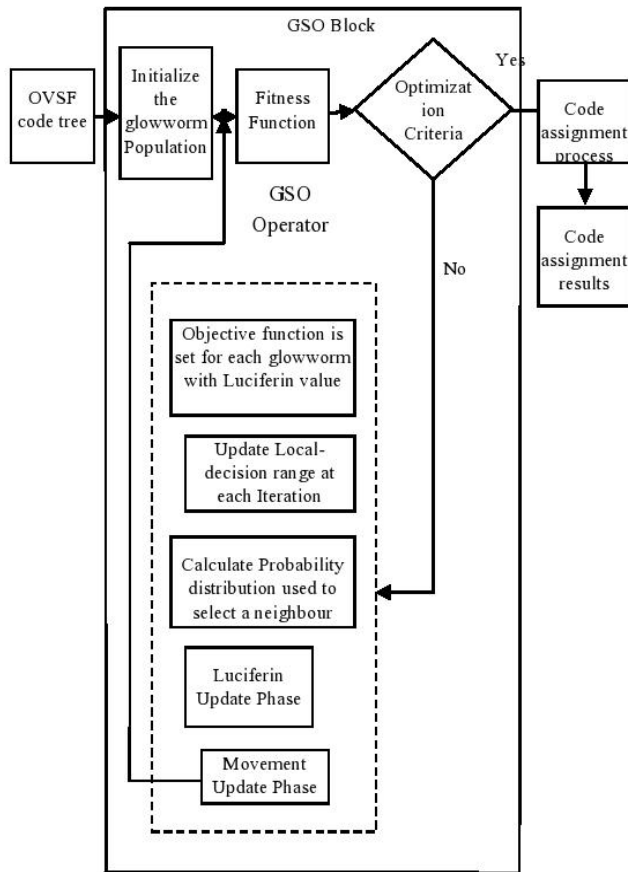 GSO Block
OVSF
code tree
Initialize
the
glowworm
Population
Fitness
Function
Optimizat
ion
Criteria
Yes
Code
assignment
process
GSO
Operator
No
Code
assignment
results
Objective function is
set for each glowworm
with Luciferin value
Update Local-
decision range at
each Iteration
Calculate Probability
distribution used to
select a neighbour
Luciferin
Update Phase
Movement
Update Phase